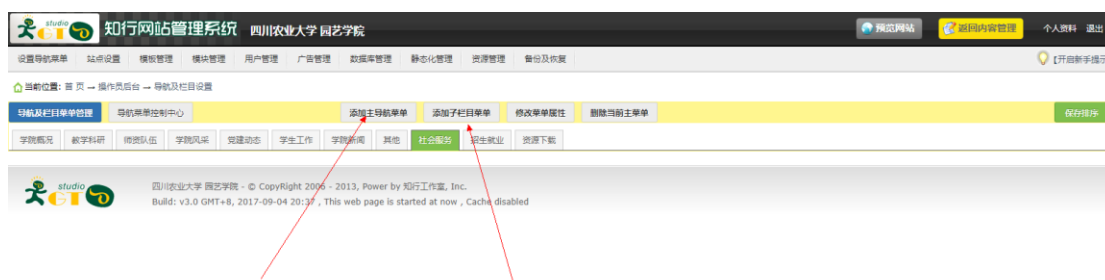 studio 知行网站管理系统 四川农业大学 园艺学院 预览网站 返回内容管理 个人资料 退出
GTO
设置导航菜单 站点设置 模板管理 模块管理 用户管理 广告管理 数据库管理 静态化管理 资源管理 备份及恢复 [开启新手提示
当前位置: 首 页 → 操作员后台 → 导航及栏目设置
导航及栏目菜单管理 导航菜单控制中心 添加主导航菜单 添加子栏目菜单 修改菜单属性 删除当前主菜单 保存排序
学院概况 教学科研 师资队伍 学院风采 党建动态 学生工作 学院新闻 其他 社会服务 招生就业 资源下载
studio 四川农业大学 园艺学院 - © CopyRight 2006 - 2013, Power by 知行工作室, Inc.
GTO Build: v3.0 GMT+8, 2017-09-04 20:37 , This web page is started at now , Cache disabled